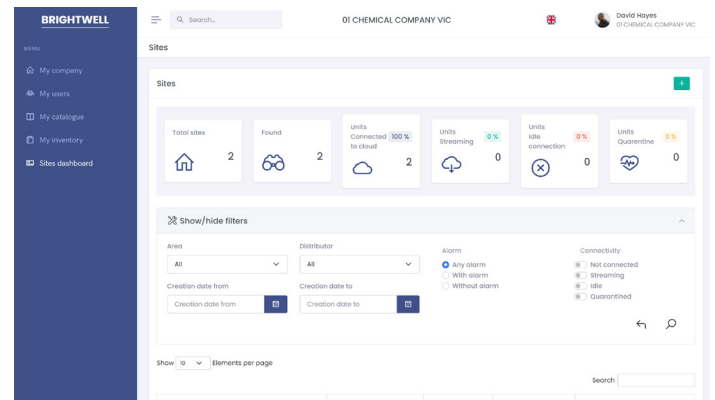 BRIGHTWELL
Search...
01 CHEMICAL COMPANY VIC
David Hayes
01 CHEMICAL COMPANY VIC
MENU
My company
My users
My catalogue
My inventory
Sites dashboard
Sites
Sites
+
Total sites
2
Found
2
Units
Connected 100 %
to cloud
2
Units
Streaming 0 %
0
Units
Idle 0 %
connection
0
Units
Quarentine 0 %
0
Show/hide filters
Area
All
Distributor
All
Creation date from
Creation date from
Creation date to
Creation date to
Alarm
Any alarm
With alarm
Without alarm
Connectivity
Not connected
Streaming
Idle
Quarantined
Show 10 Elements per page
Search